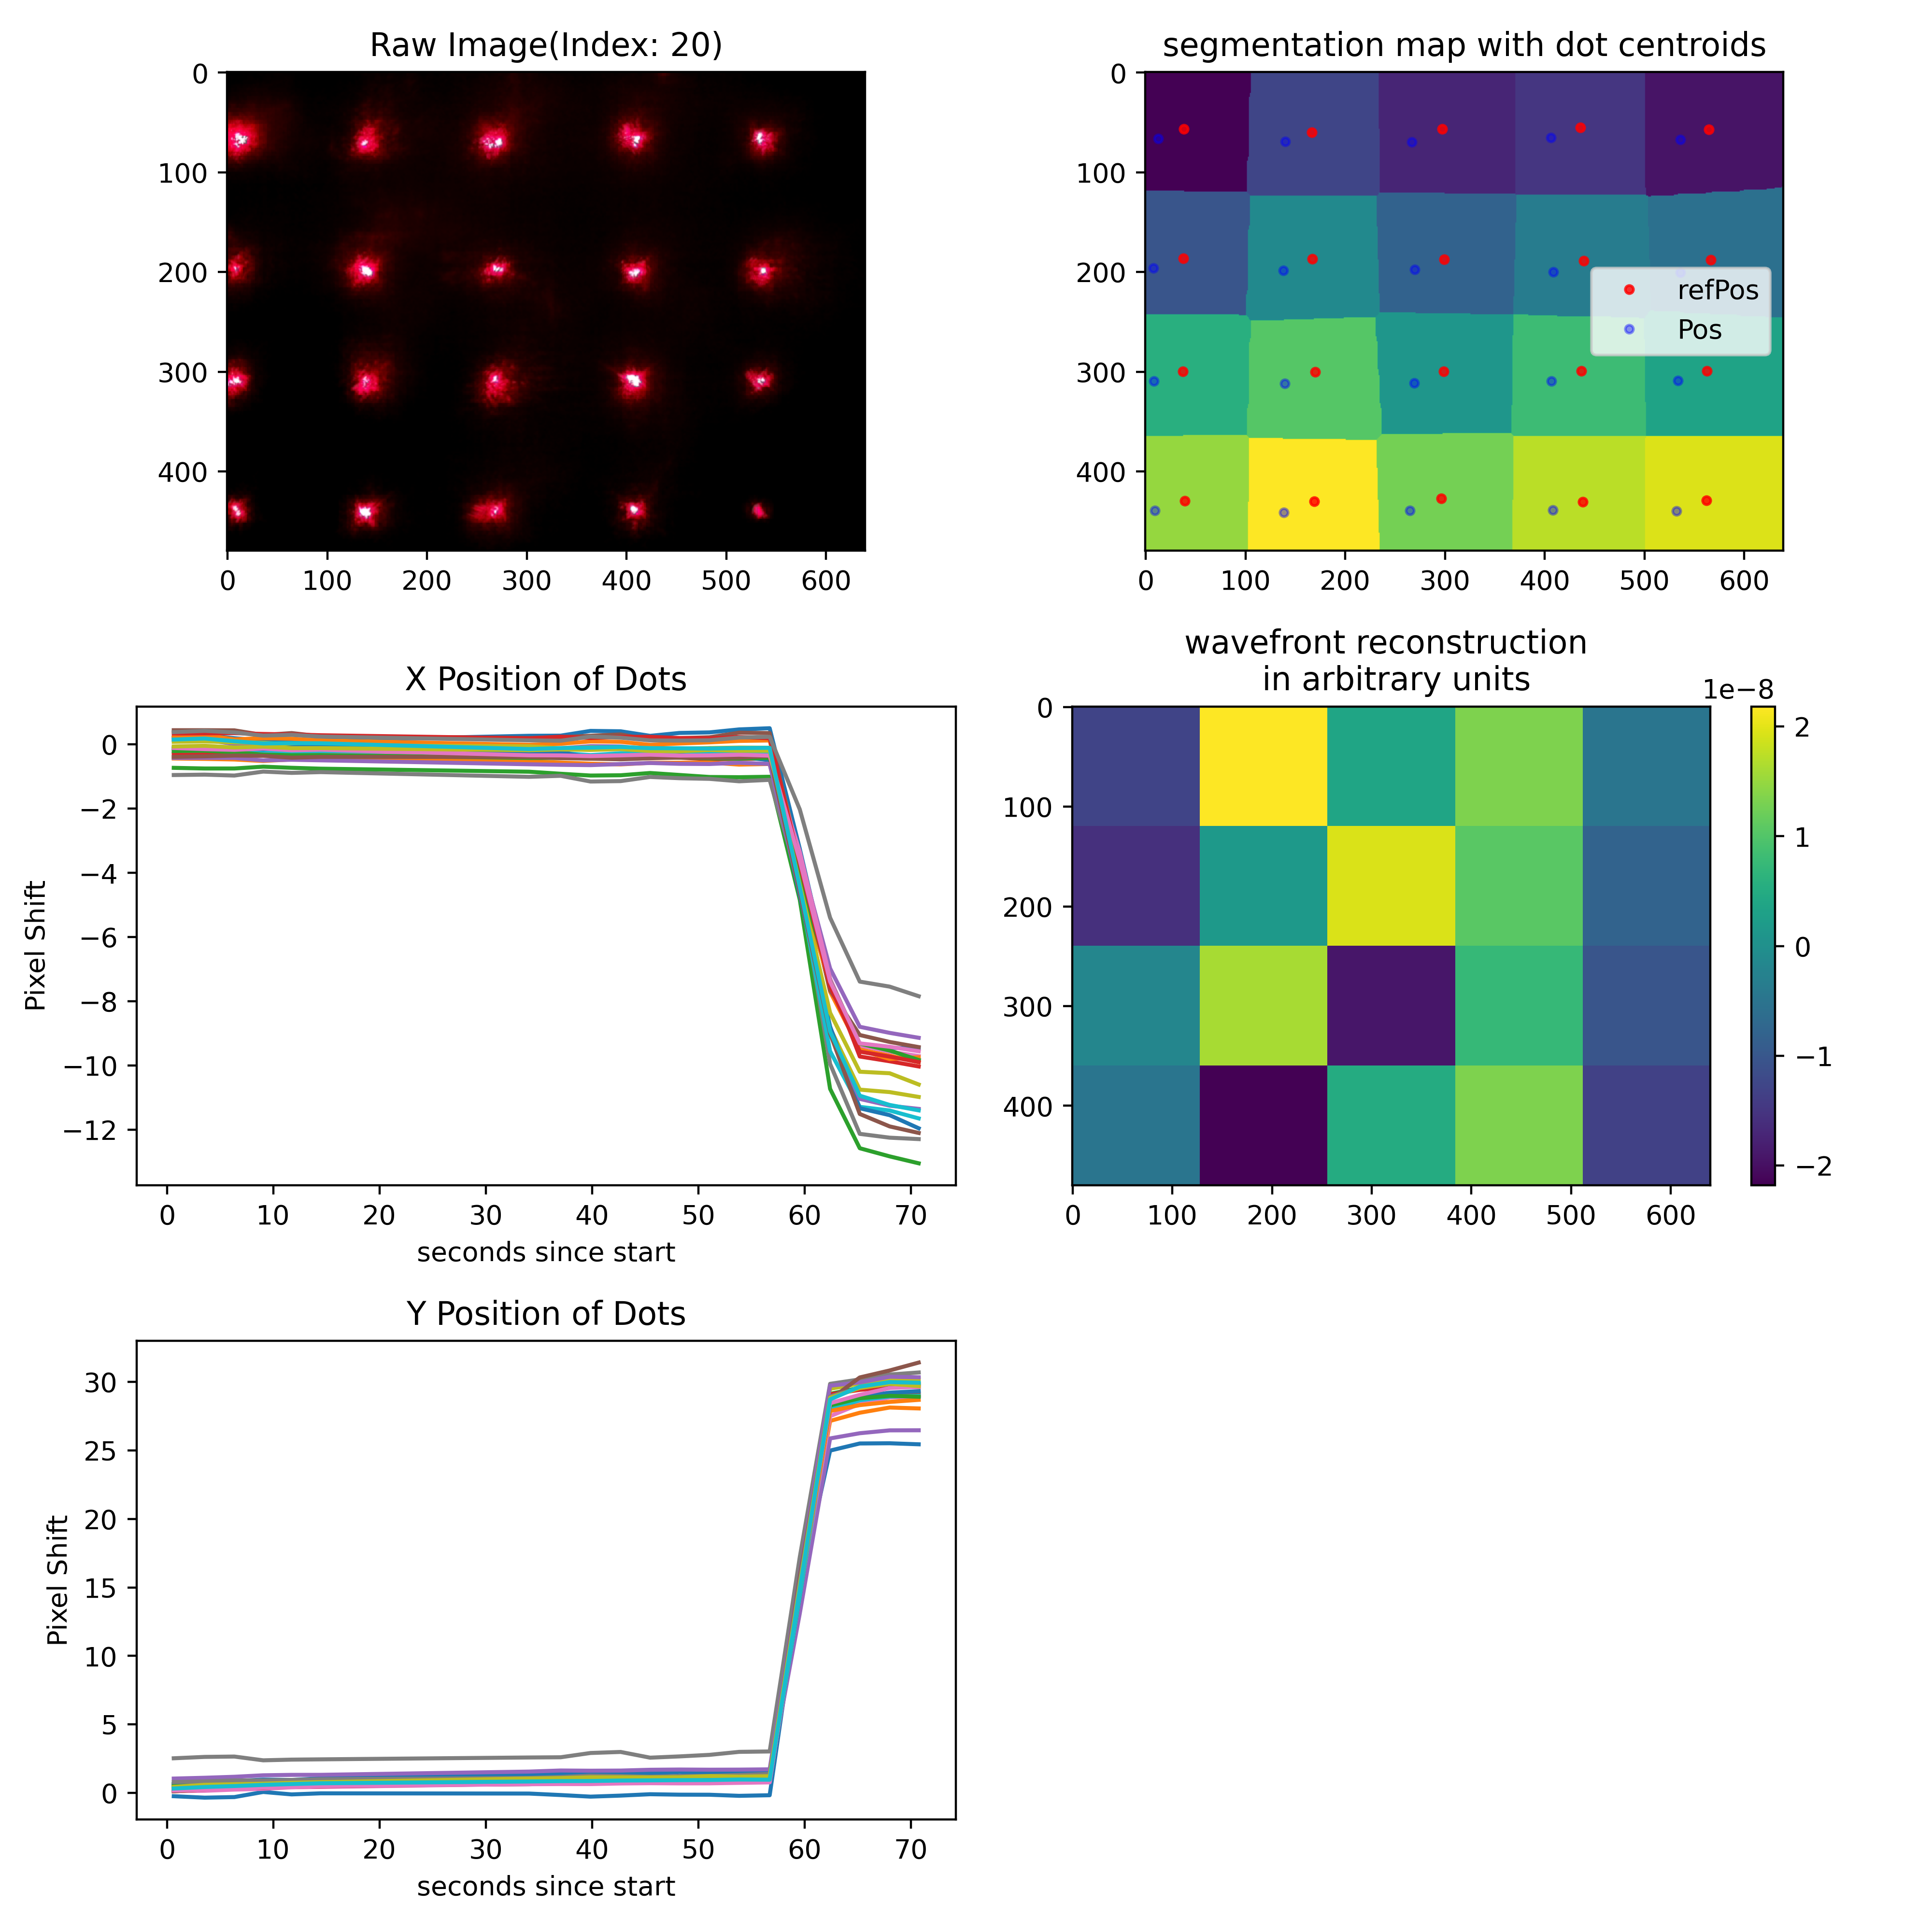 Raw Image(Index: 20)
0
100
200
300
400
0 100 200 300 400 500 600
segmentation map with dot centroids
0
100
200
300
400
refPos
Pos
0 100 200 300 400 500 600
X Position of Dots
Pixel Shift
0
−2
−4
−6
−8
−10
−12
0 10 20 30 40 50 60 70
seconds since start
wavefront reconstruction
in arbitrary units
1e−8
0
100
200
300
400
0 100 200 300 400 500 600
2
1
0
−1
−2
Y Position of Dots
Pixel Shift
30
25
20
15
10
5
0
0 10 20 30 40 50 60 70
seconds since start